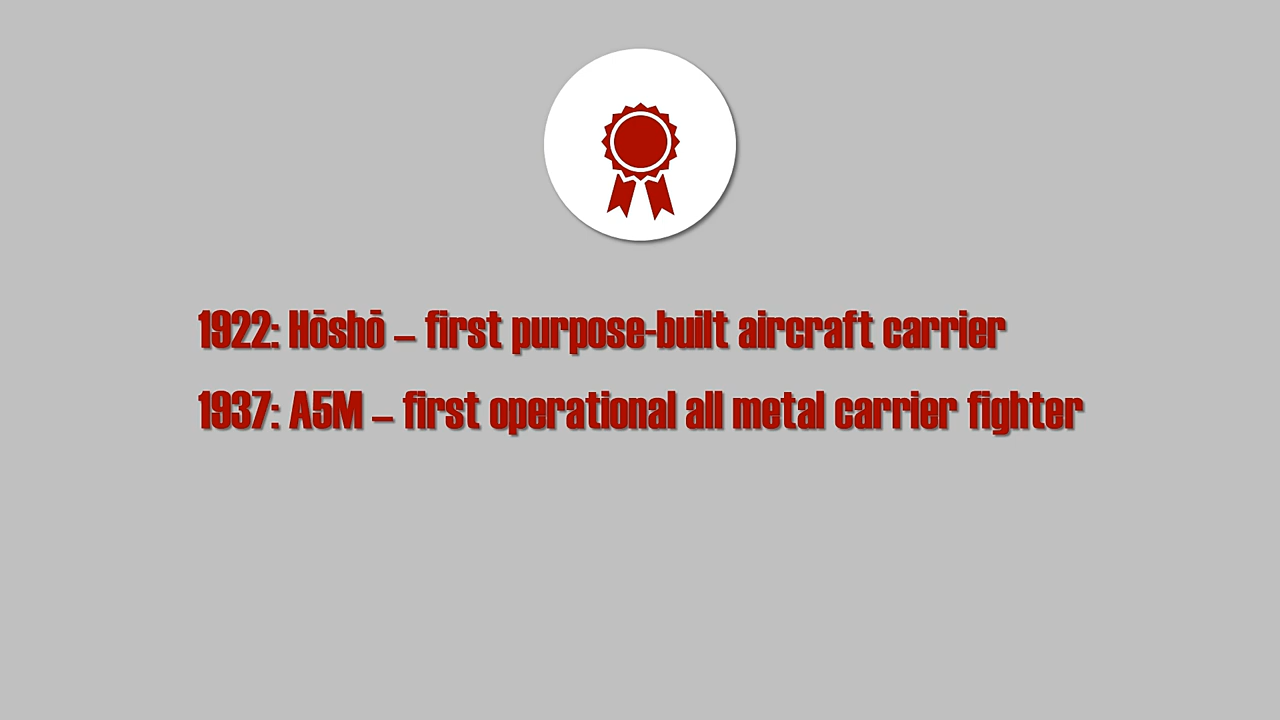 1922: Hōshō – first purpose-built aircraft carrier
1937: A5M – first operational all metal carrier fighter